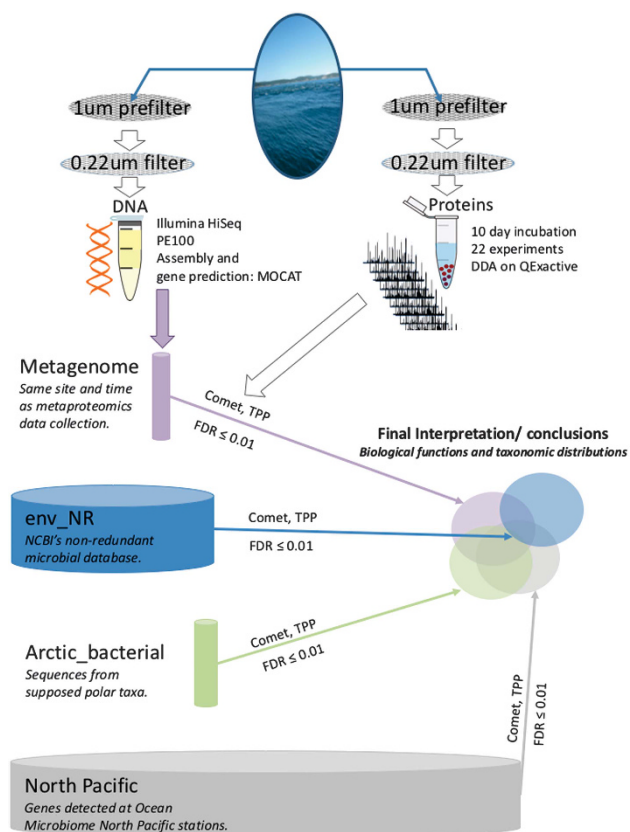 1um prefilter
1um prefilter
0.22um filter
0.22um filter
DNA
Illumina HiSeq
PE100
Assembly and
gene prediction: MOCAT
Proteins
10 day incubation
22 experiments
DDA on QExactive
Metagenome
Same site and time
as metaproteomics
data collection.
Comet, TPP
FDR ≤ 0.01
Final Interpretation/ conclusions
Biological functions and taxonomic distributions
env_NR
NCBI's non-redundant
microbial database.
Comet, TPP
FDR ≤ 0.01
Arctic_bacterial
Sequences from
supposed polar taxa.
Comet, TPP
FDR ≤ 0.01
Comet, TPP
FDR ≤ 0.01
North Pacific
Genes detected at Ocean
Microbiome North Pacific stations.